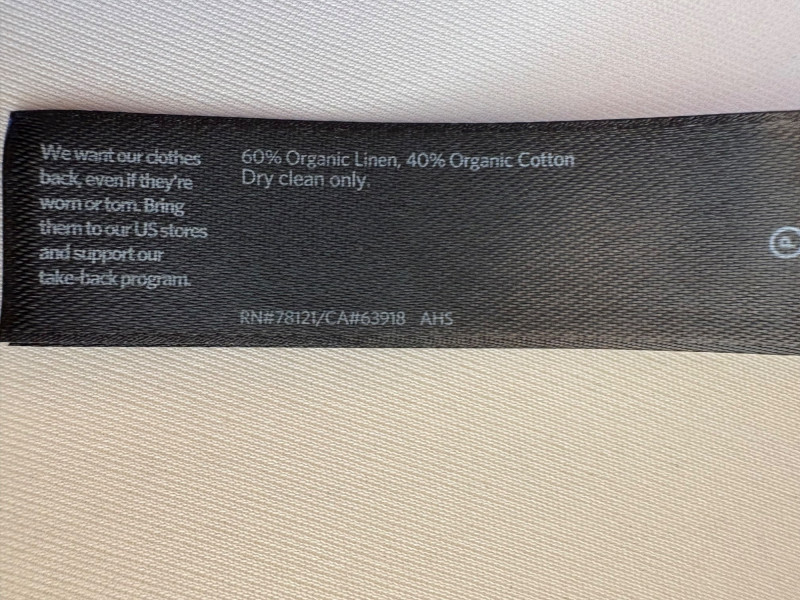 We want our clothes
back, even if they're
worn or torn. Bring
them to our US stores
and support our
take-back program.
60% Organic Linen, 40% Organic Cotton
Dry clean only.
RN#78121/CA#63918 AHS
P